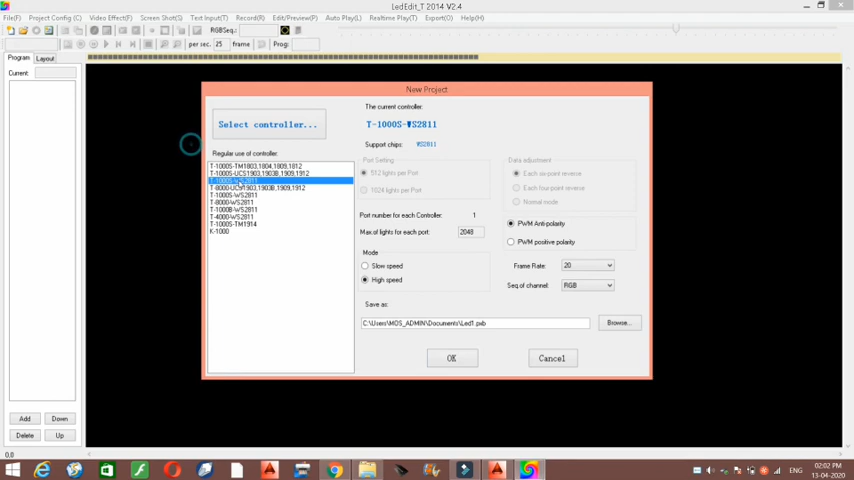 LedEdit_T 2014 V2.4
File(F) Project Config (C) Video Effect(F) Screen Shot(S) Text Input(T) Record(R) Edit/Preview(P) Auto Play(L) Realtime Play(T) Export(O) Help(H)
RGBSeq.:
per sec. 25 frame Prog:
Program Layout
Current:
New Project
Select controller...
The current controller:
T-1000S-WS2811
Support chips: WS2811
Regular use of controller:
T-1000S-TM1803,1804,1809,1812
T-1000S-UCS1903,1903B,1909,1912
T-1000S-WS2811
T-8000-UCS1903,1903B,1909,1912
T-1000S-WS2811
T-8000-WS2811
T-1000B-WS2811
T-4000-WS2811
T-1000S-TM1914
K-1000
Port Setting
512 lights per Port
1024 lights per Port
Port number for each Controller: 1
Max.of lights for each port: 2048
Mode
Slow speed
High speed
Data adjustment
Each six-point reverse
Each four-point reverse
Normal mode
PWM Anti-polarity
PWM positive polarity
Frame Rate: 20
Seq.of channel: RGB
Save as:
C:\Users\MOS_ADMIN\Documents\Led1.pxb
Browse...
OK Cancel
Add Down
Delete Up
0,0
ENG
02:02 PM
13-04-2020